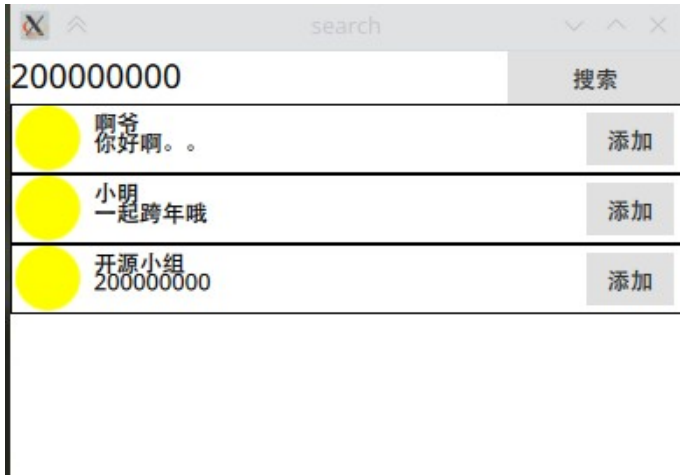 search
200000000
搜索
啊爷
你好啊。。
添加
小明
一起跨年哦
添加
开源小组
200000000
添加